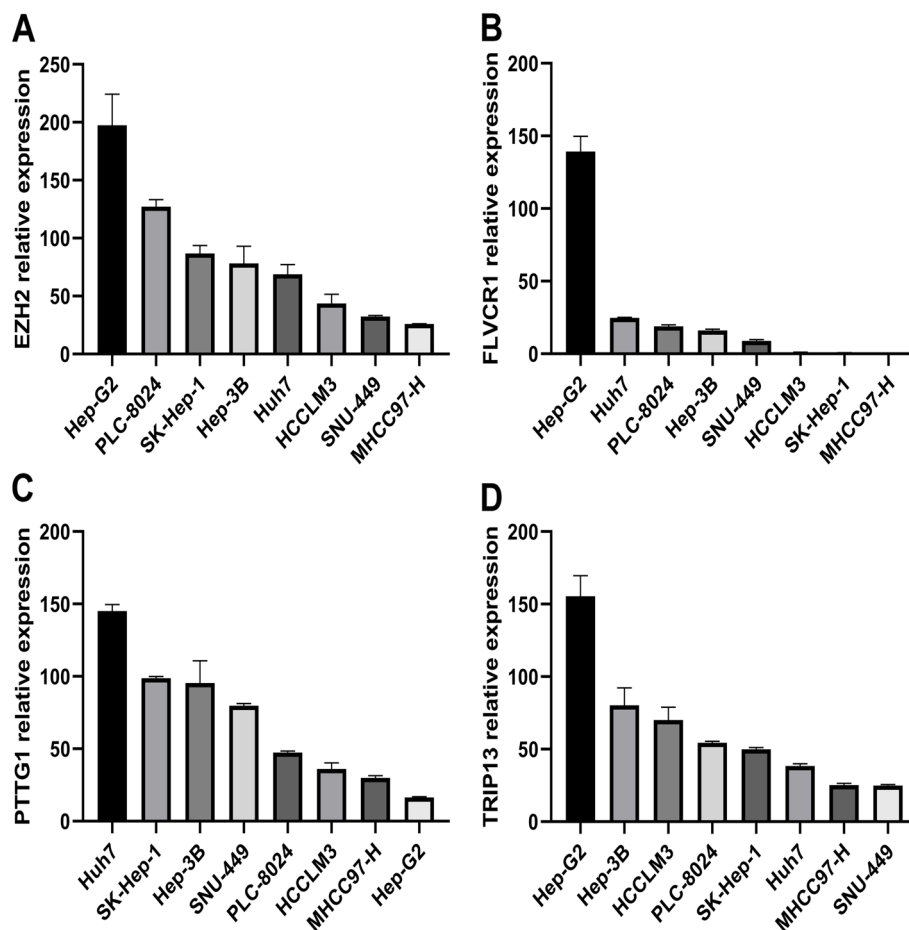 A
EZH2 relative expression
250
200
150
100
50
0
Hep-G2
PLC-8024
SK-Hep-1
Hep-3B
Huh7
HCCLM3
SNU-449
MHCC97-H
B
FLVCR1 relative expression
200
150
100
50
0
Hep-G2
Huh7
PLC-8024
Hep-3B
SNU-449
HCCLM3
SK-Hep-1
MHCC97-H
C
PTTG1 relative expression
200
150
100
50
0
Huh7
SK-Hep-1
Hep-3B
SNU-449
PLC-8024
HCCLM3
MHCC97-H
Hep-G2
D
TRIP13 relative expression
200
150
100
50
0
Hep-G2
Hep-3B
HCCLM3
PLC-8024
SK-Hep-1
Huh7
MHCC97-H
SNU-449